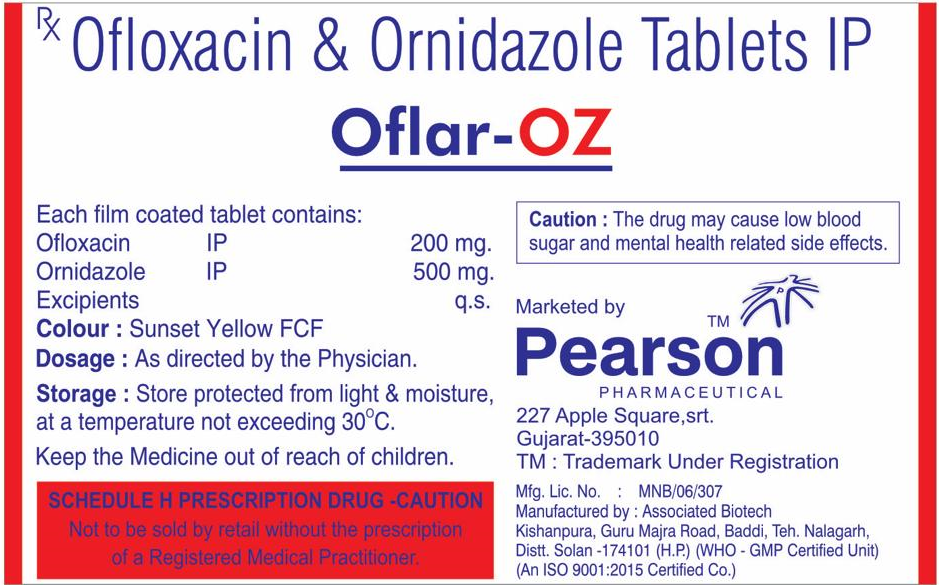 Rx Ofloxacin & Ornidazole Tablets IP
Oflar-OZ
Each film coated tablet contains:
Ofloxacin IP 200 mg.
Ornidazole IP 500 mg.
Excipients q.s.
Colour : Sunset Yellow FCF
Dosage : As directed by the Physician.
Storage : Store protected from light & moisture,
at a temperature not exceeding 30°C.
Keep the Medicine out of reach of children.
SCHEDULE H PRESCRIPTION DRUG -CAUTION
Not to be sold by retail without the prescription
of a Registered Medical Practitioner.
Caution : The drug may cause low blood
sugar and mental health related side effects.
Marketed by
TM
Pearson
PHARMACEUTICAL
227 Apple Square,srt.
Gujarat-395010
TM : Trademark Under Registration
Mfg. Lic. No. : MNB/06/307
Manufactured by : Associated Biotech
Kishanpura, Guru Majra Road, Baddi, Teh. Nalagarh,
Distt. Solan -174101 (H.P.) (WHO - GMP Certified Unit)
(An ISO 9001:2015 Certified Co.)